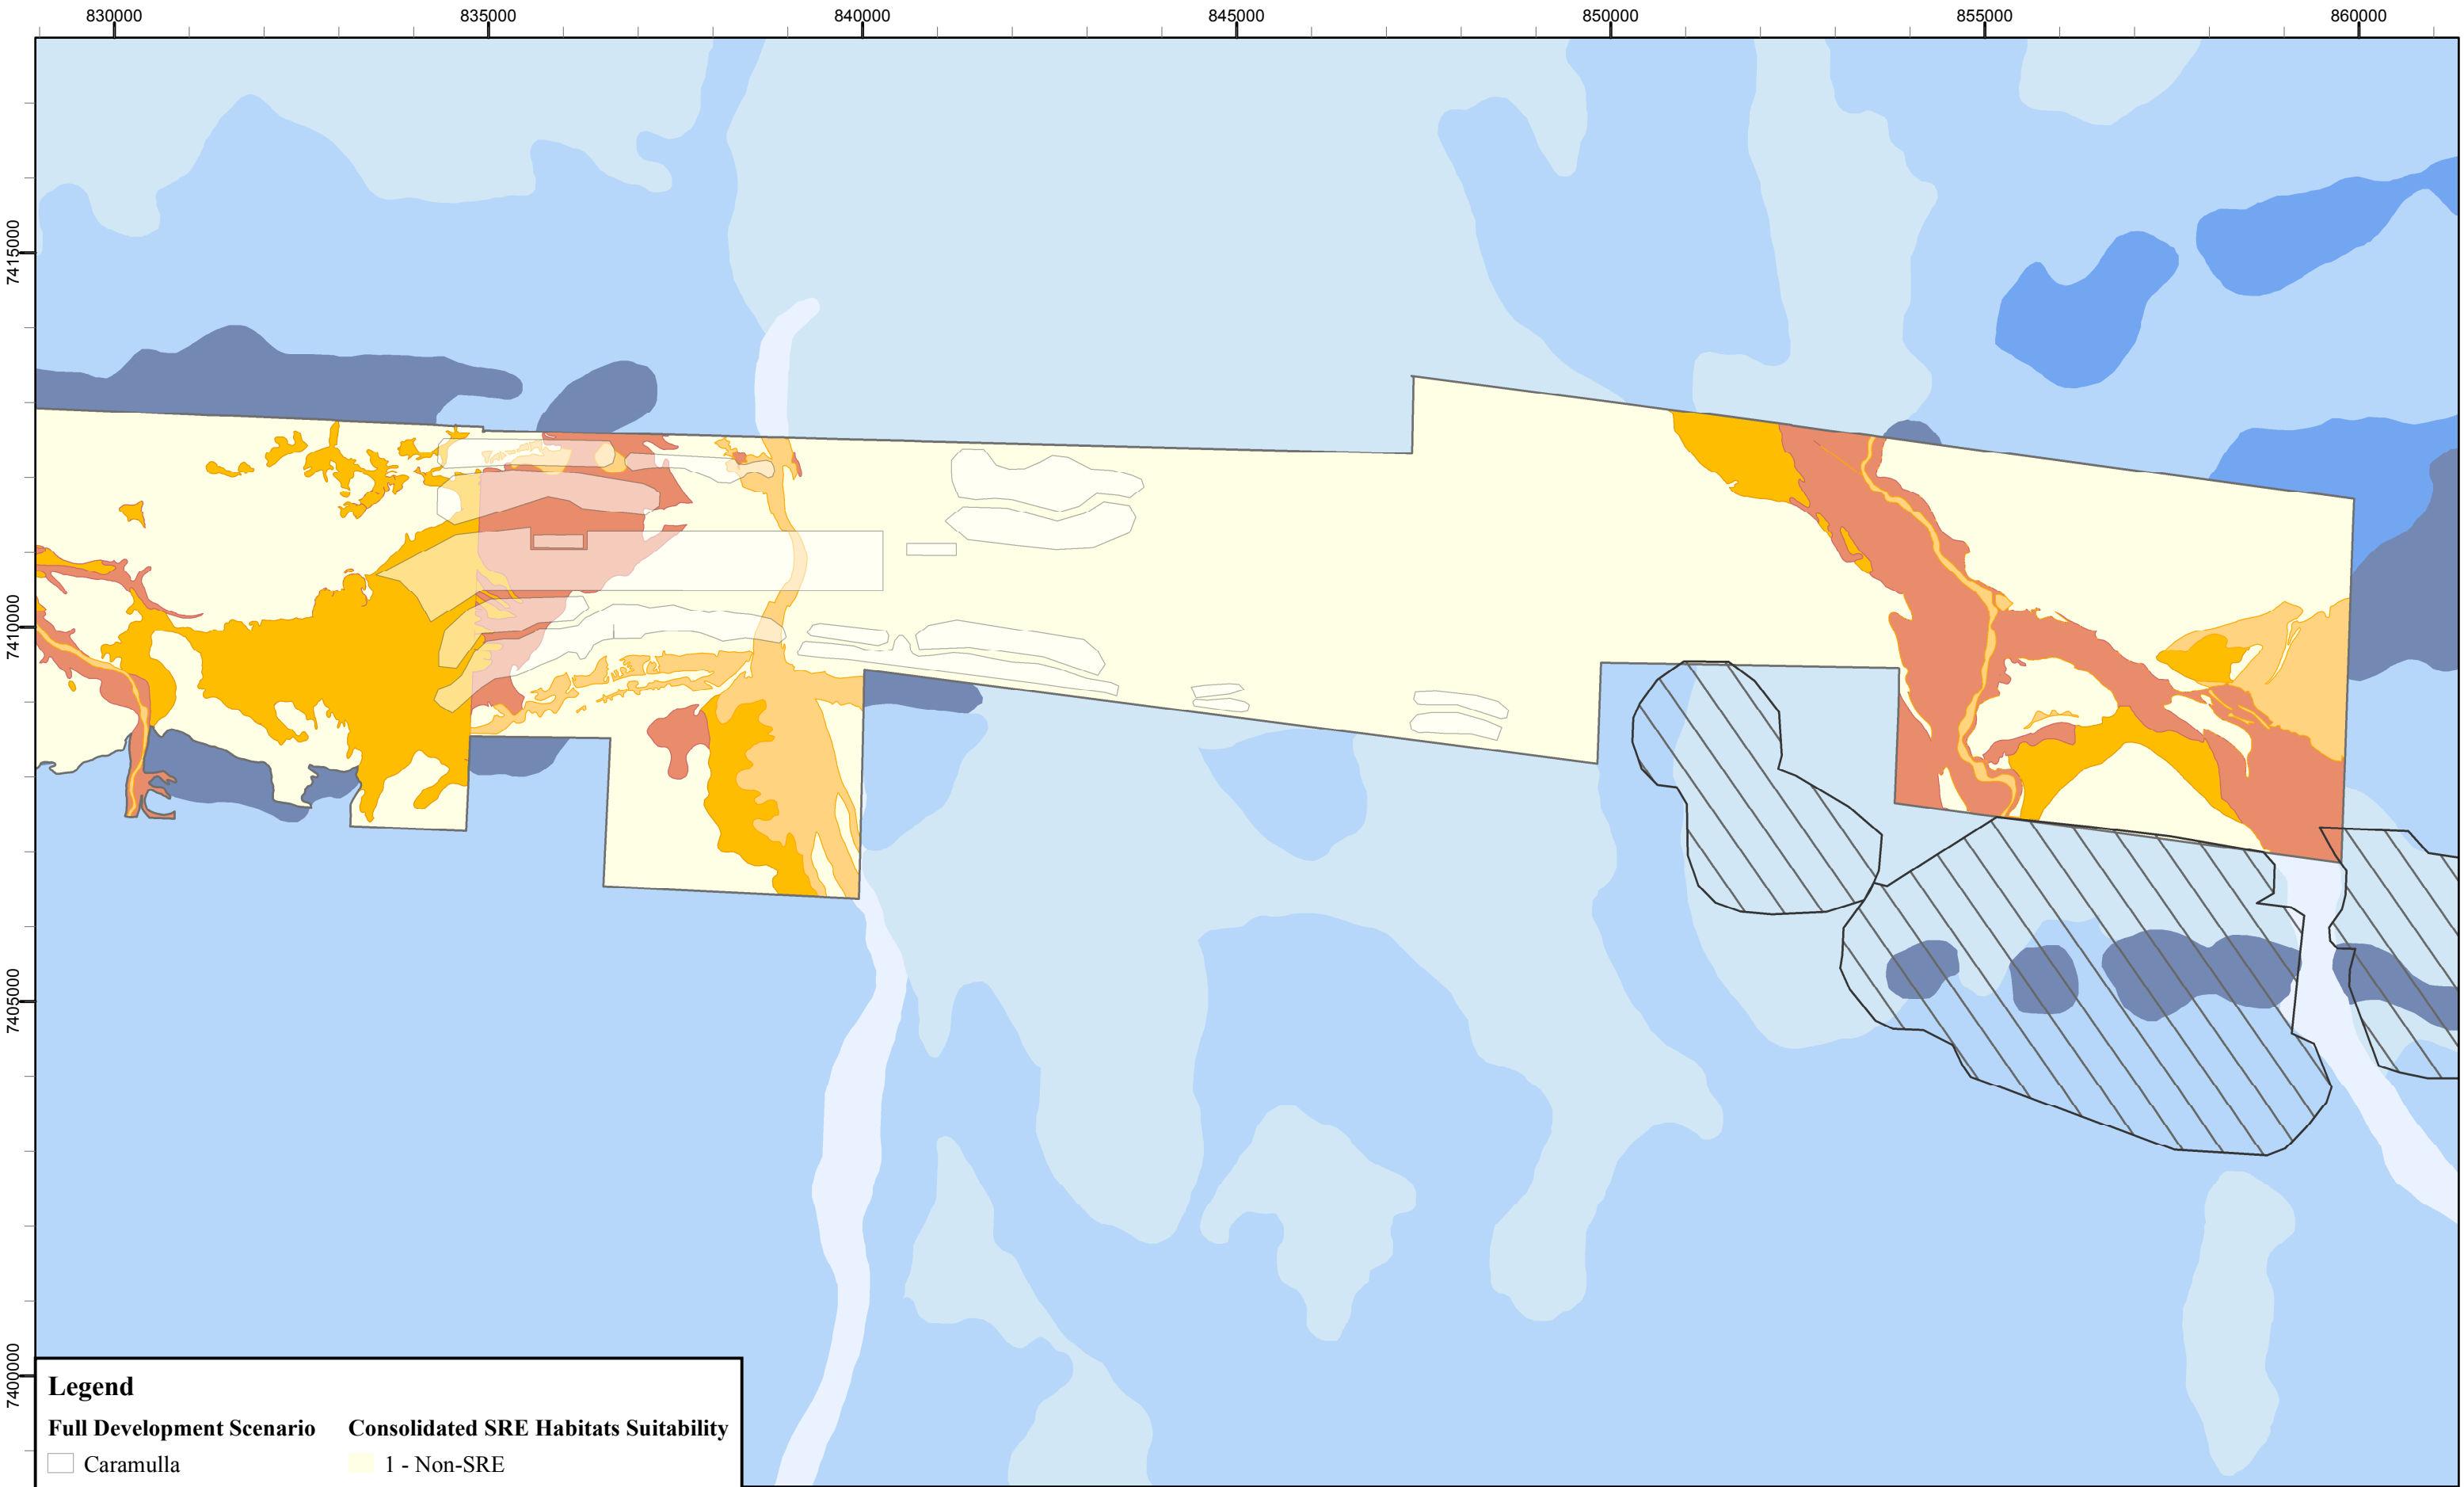 830000 835000 840000 845000 850000 855000 860000
7415000
7410000
7405000
7400000
Legend
Full Development Scenario Consolidated SRE Habitats Suitability
Caramulla 1 - Non-SRE